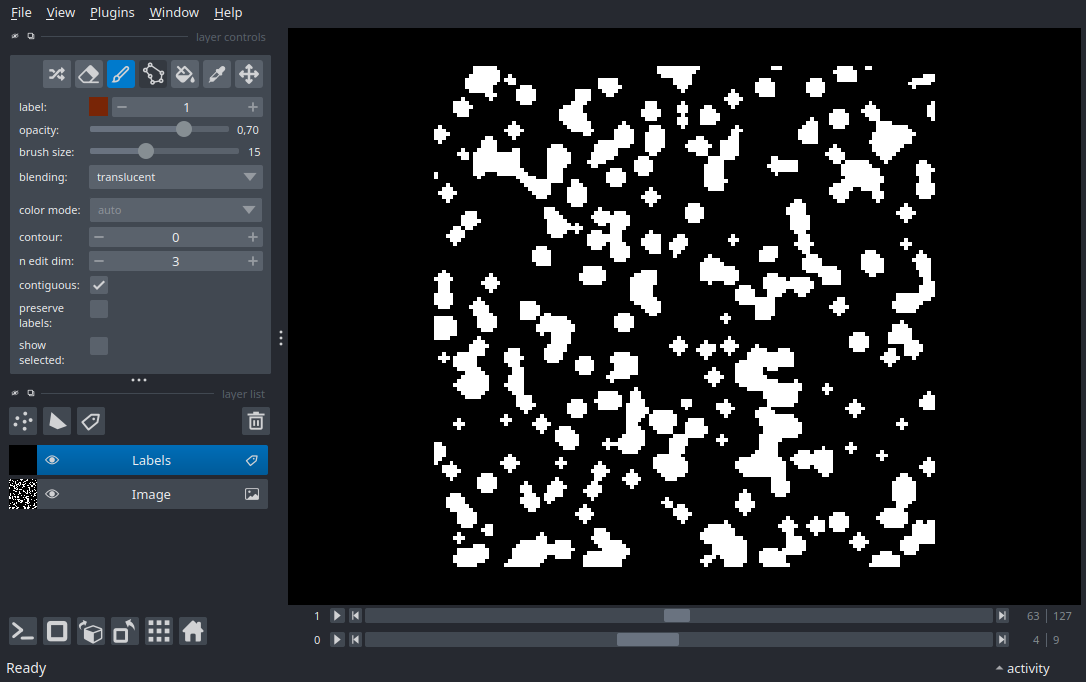 File View Plugins Window Help
layer controls
label: 1
opacity: 0,70
brush size: 15
blending: translucent
color mode: auto
contour: 0
n edit dim: 3
contiguous:
preserve
labels:
show
selected:
layer list
Labels
Image
1 63 127
0 4 9
Ready activity